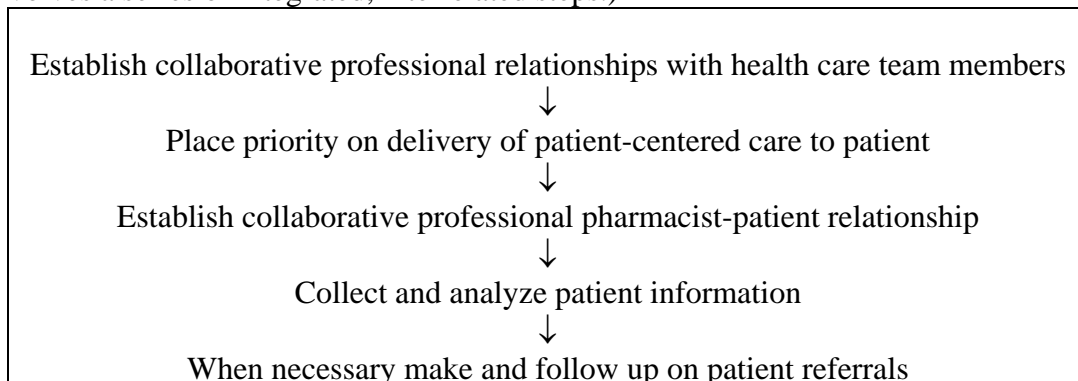 Establish collaborative professional relationships with health care team members
Place priority on delivery of patient-centered care to patient
Establish collaborative professional pharmacist-patient relationship
Collect and analyze patient information
When necessary make and follow up on patient referrals